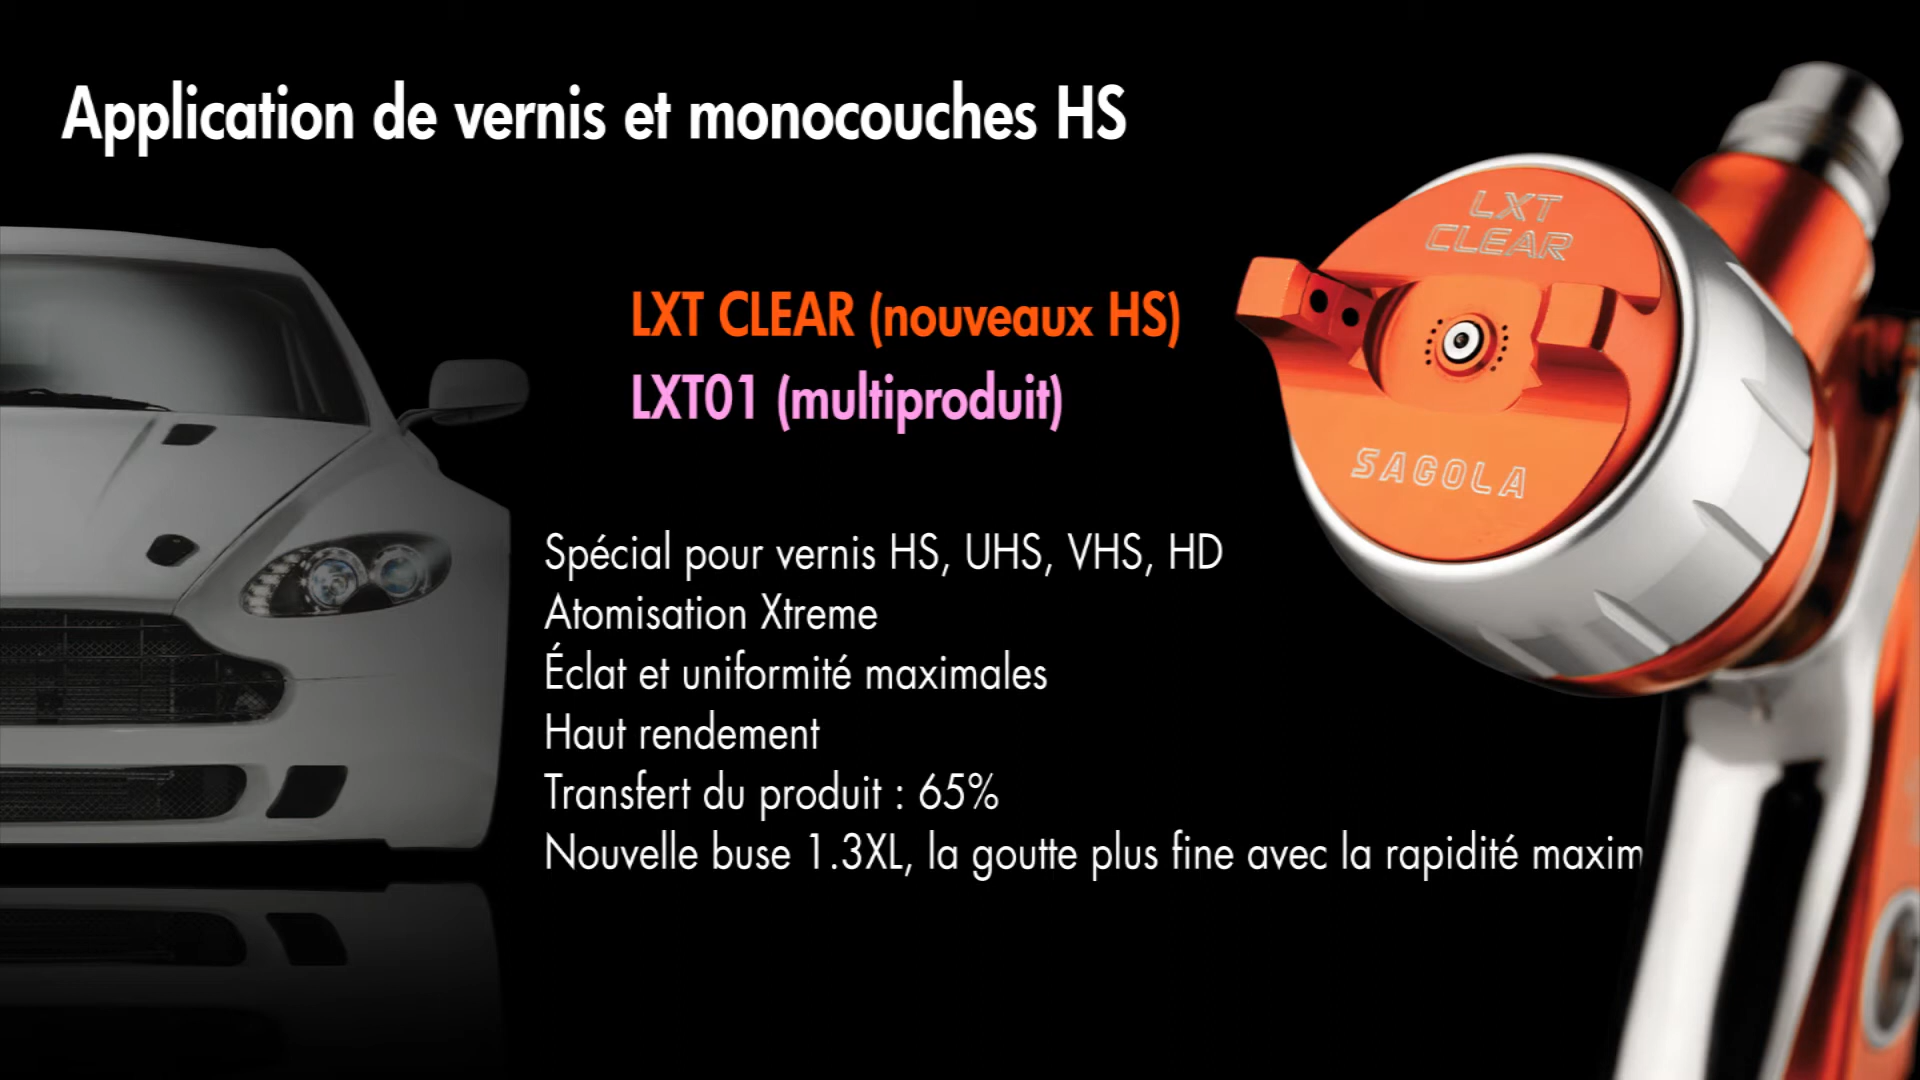 Application de vernis et monocouches HS
LXT
CLEAR
LXT CLEAR (nouveaux HS)
LXT01 (multiproduit)
SAGOLA
Spécial pour vernis HS, UHS, VHS, HD
Atomisation Xtreme
Éclat et uniformité maximales
Haut rendement
Transfert du produit : 65%
Nouvelle buse 1.3XL, la goutte plus fine avec la rapidité maxim